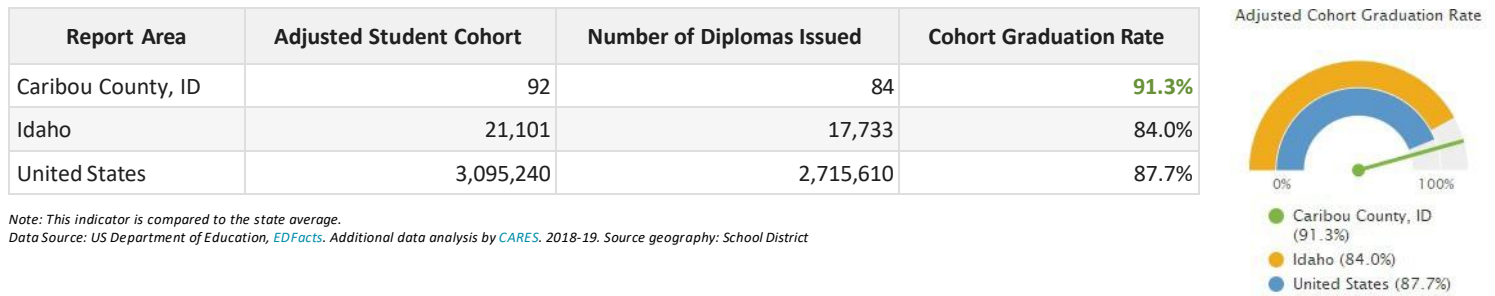 Report Area Adjusted Student Cohort Number of Diplomas Issued Cohort Graduation Rate
Caribou County, ID 92 84 91.3%
Idaho 21,101 17,733 84.0%
United States 3,095,240 2,715,610 87.7%
Note: This indicator is compared to the state average.
Data Source: US Department of Education, EDFacts. Additional data analysis by CARES. 2018-19. Source geography: School District
Adjusted Cohort Graduation Rate
0% 100%
Caribou County, ID
(91.3%)
Idaho (84.0%)
United States (87.7%)